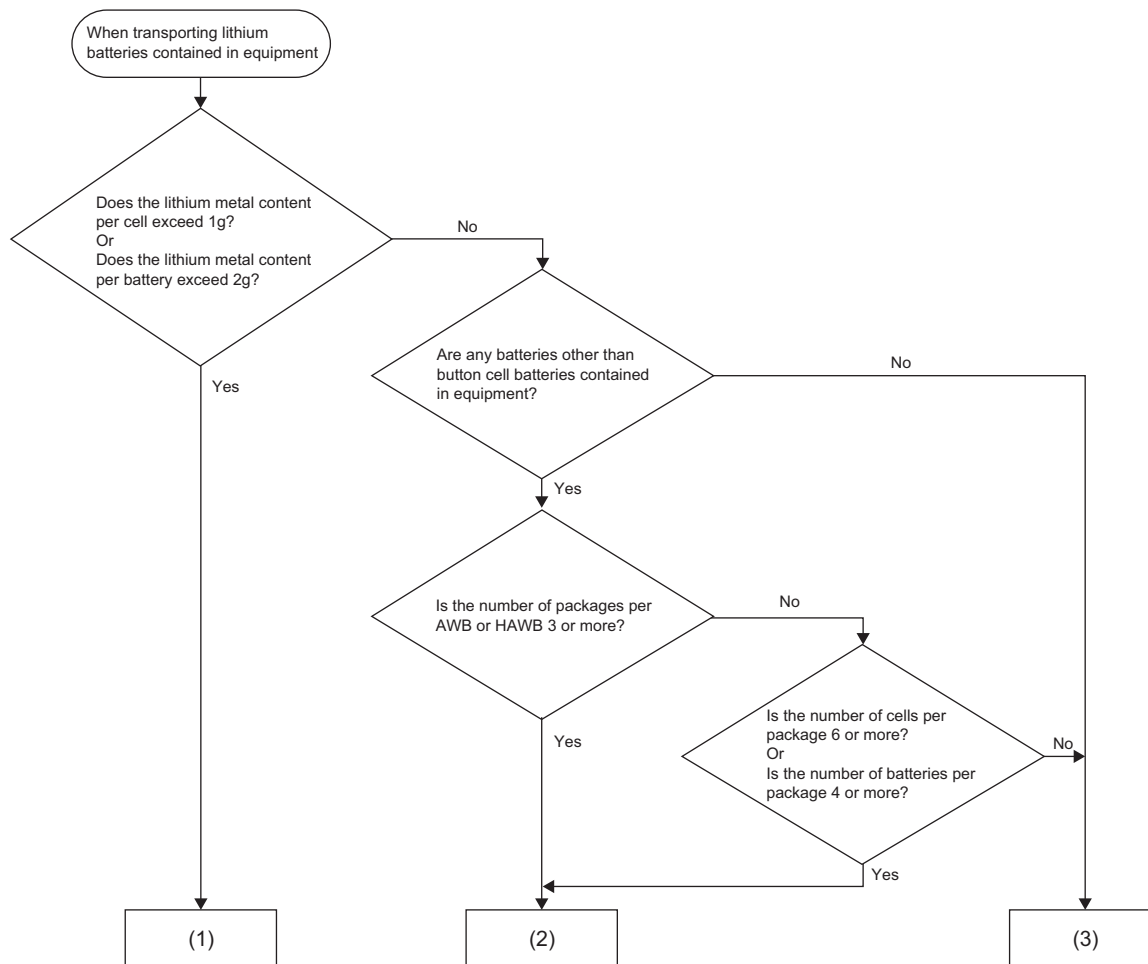 When transporting lithium
batteries contained in equipment
Does the lithium metal content
per cell exceed 1g?
Or
Does the lithium metal content
per battery exceed 2g?
No
Yes
Are any batteries other than
button cell batteries contained
in equipment?
No
Yes
Is the number of packages per
AWB or HAWB 3 or more?
No
Yes
Is the number of cells per
package 6 or more?
Or
Is the number of batteries per
package 4 or more?
No
Yes
(1)
(2)
(3)